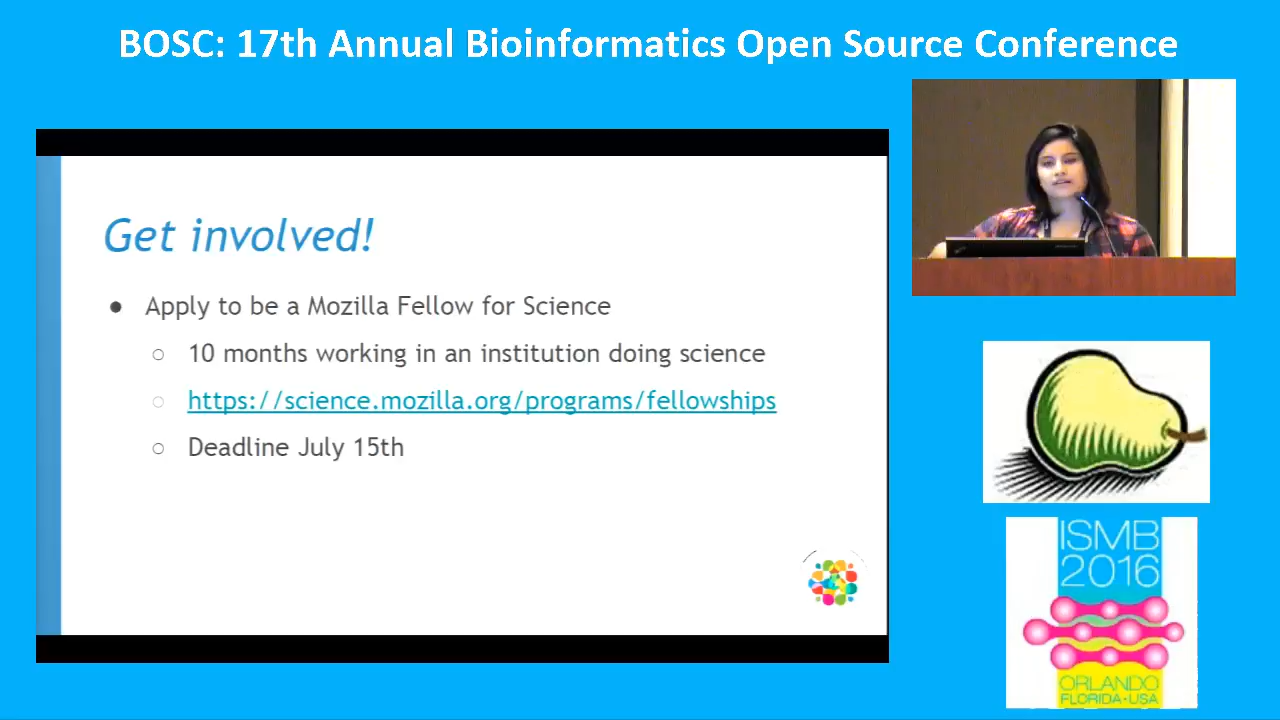 BOSC: 17th Annual Bioinformatics Open Source Conference
Get involved!
● Apply to be a Mozilla Fellow for Science
○ 10 months working in an institution doing science
○ https://science.mozilla.org/programs/fellowships
○ Deadline July 15th
ISMB
2016
ORLANDO
FLORIDA•USA